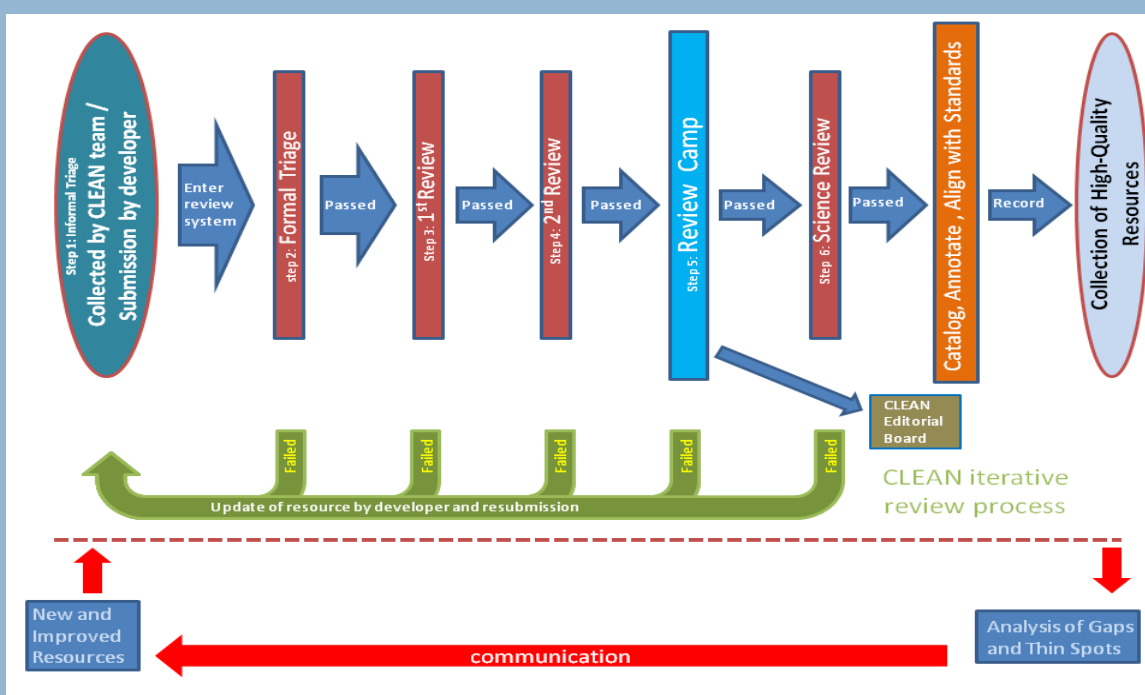 Step 1: Informal Triage
Collected by CLEAN team /
Submission by developer
Enter
review
system
step 2: Formal Triage
Passed
Step 3: 1st Review
Passed
Step 4: 2nd Review
Passed
Step 5: Review Camp
Passed
Step 6: Science Review
Passed
Catalog, Annotate , Align with Standards
Record
Collection of High-Quality
Resources
CLEAN
Editorial
Board
Failed
Failed
Failed
Failed
Failed
Update of resource by developer and resubmission
CLEAN iterative
review process
New and
Improved
Resources
communication
Analysis of Gaps
and Thin Spots